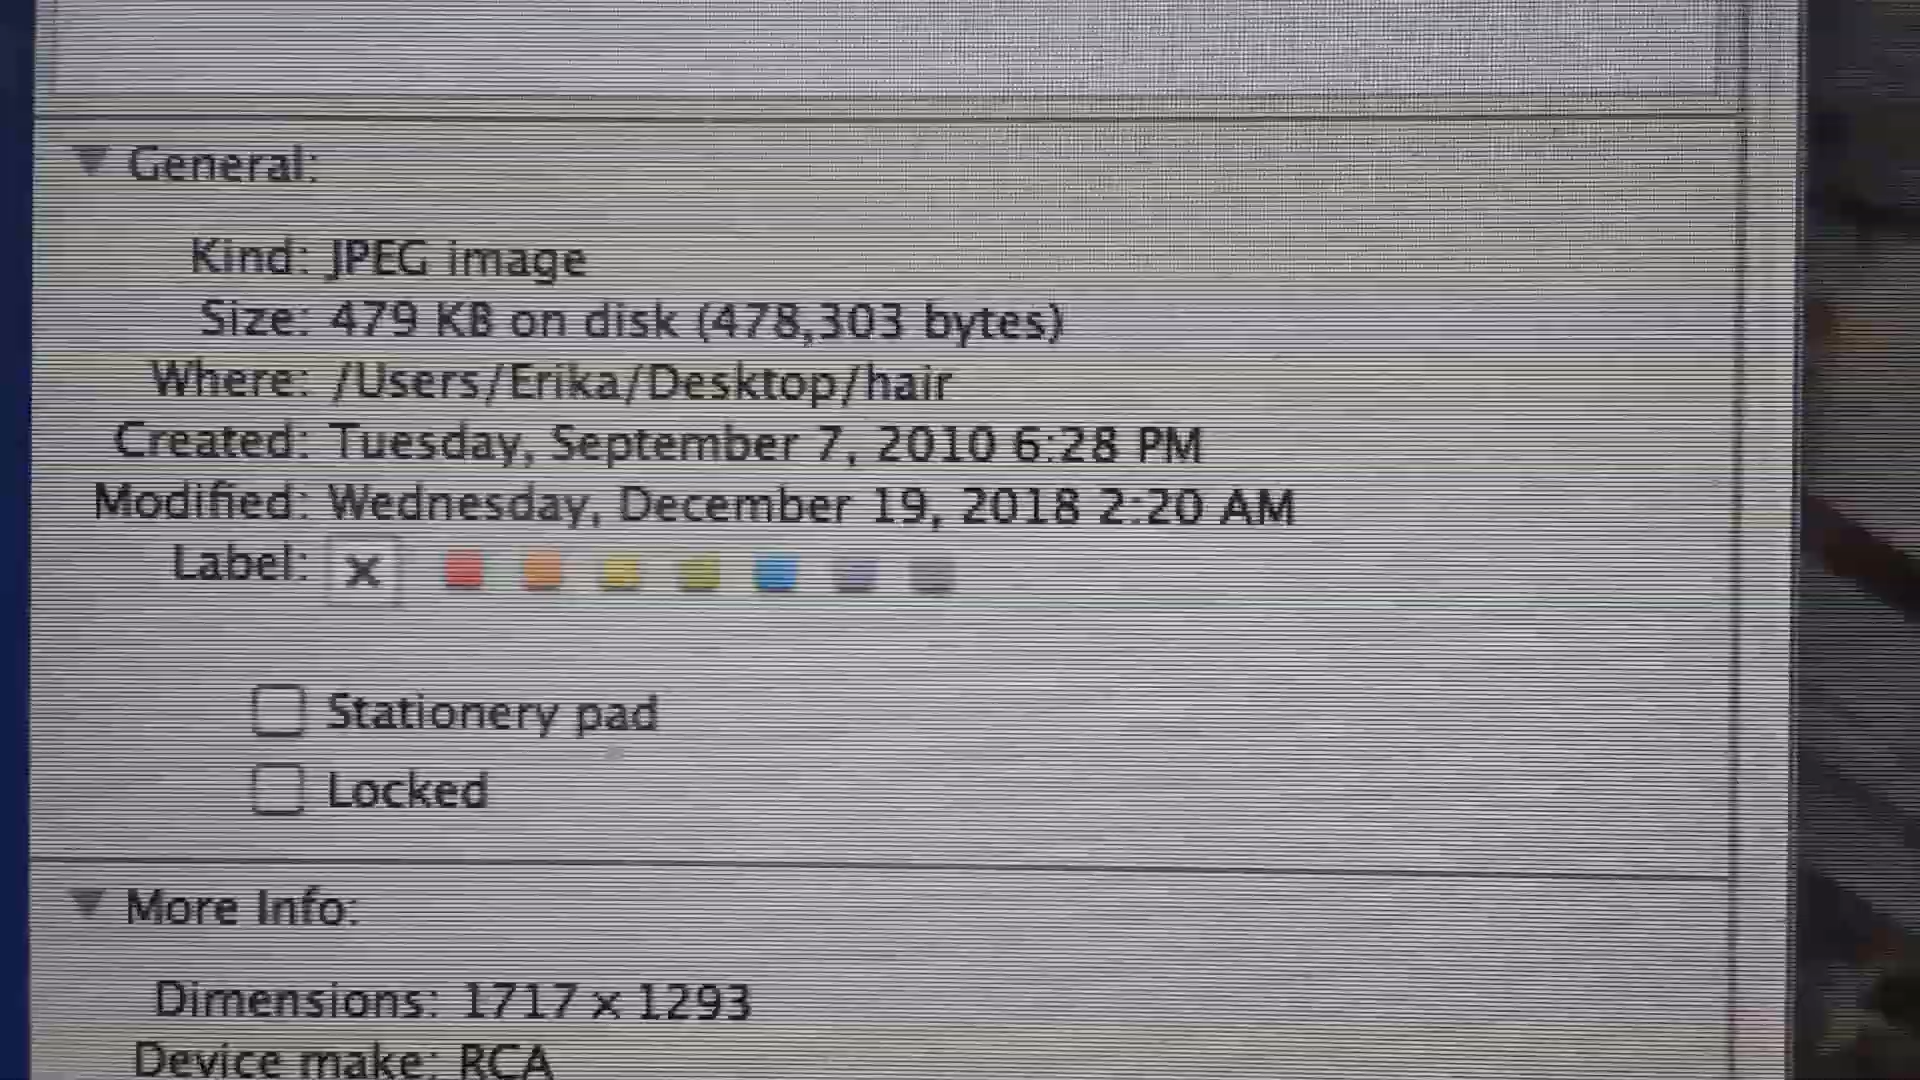 General:
Kind: JPEG image
Size: 479 KB on disk (478,303 bytes)
Where: /Users/Erika/Desktop/hair
Created: Tuesday, September 7, 2010 6:28 PM
Modified: Wednesday, December 19, 2018 2:20 AM
Label: x
Stationery pad
Locked
More Info:
Dimensions: 1717 x 1293
Device make: RCA